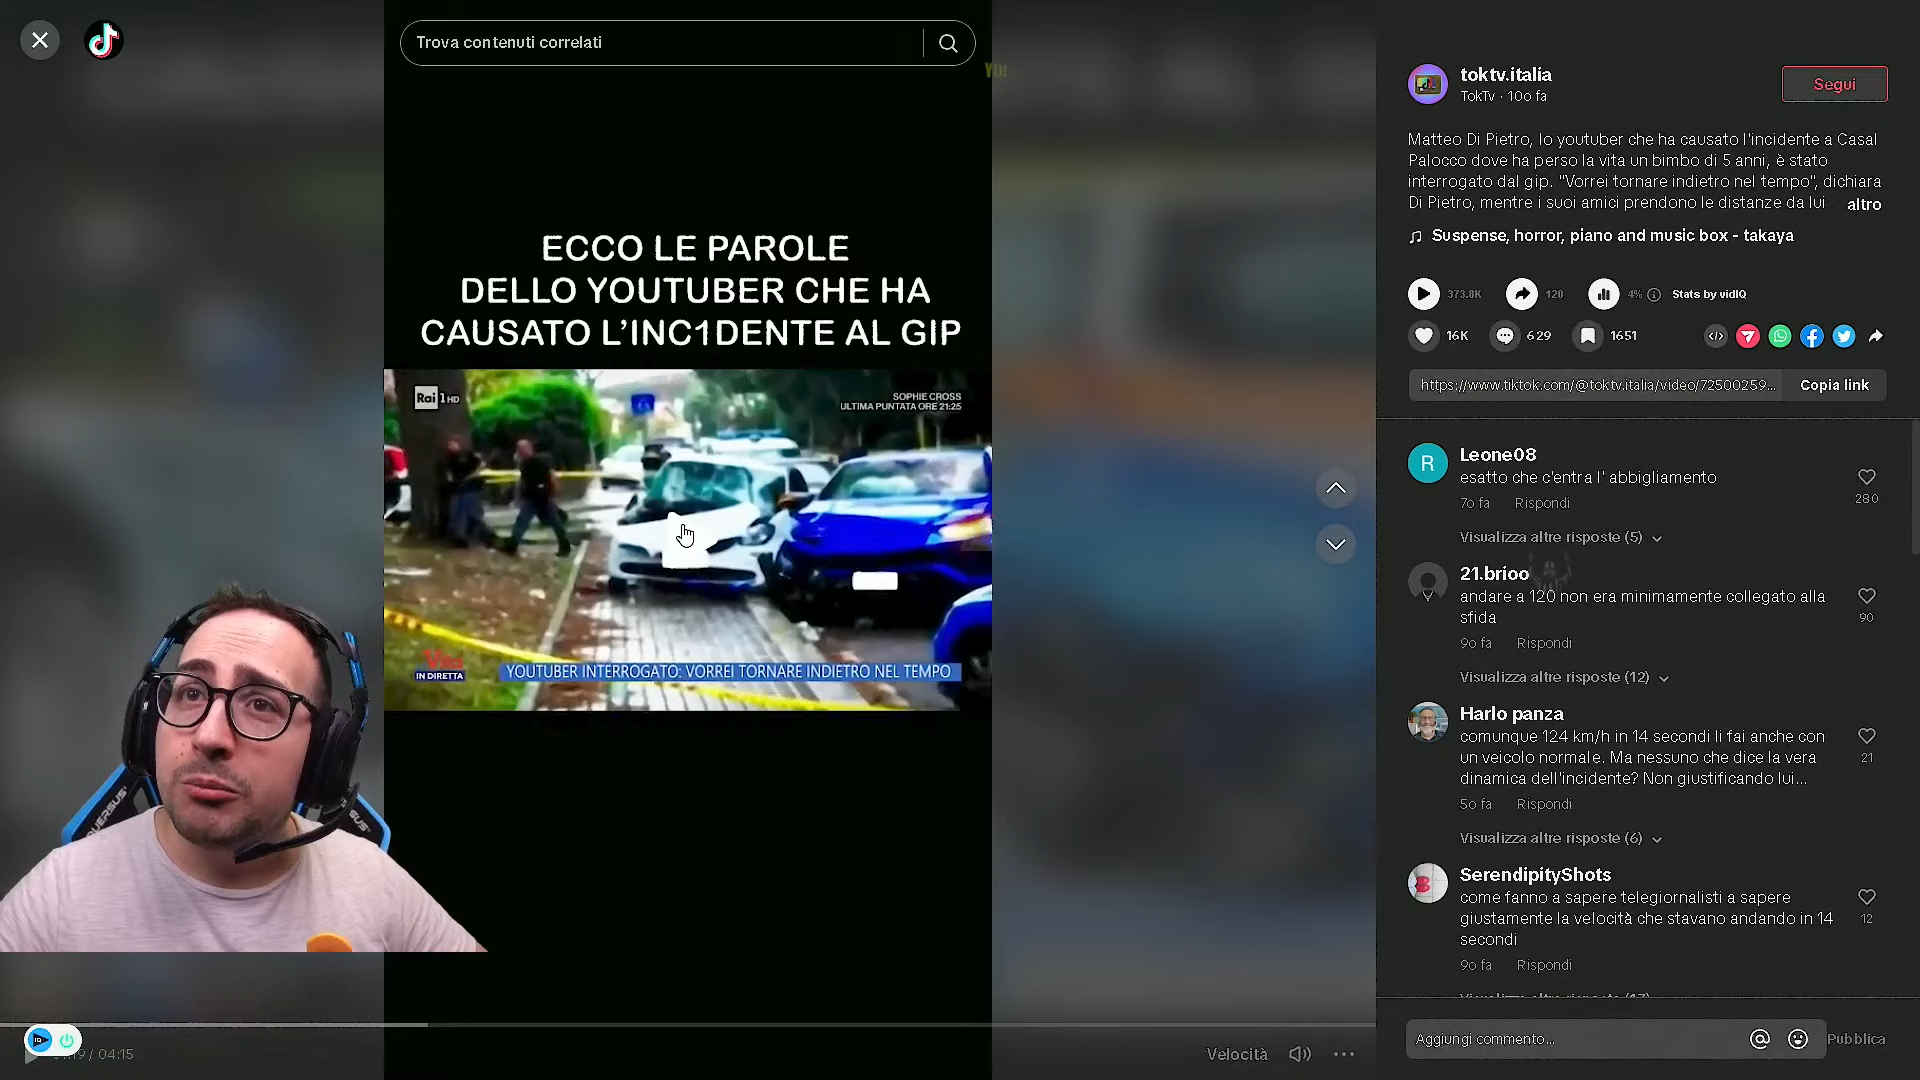 Trova contenuti correlati
YU!
ECCO LE PAROLE
DELLO YOUTUBER CHE HA
CAUSATO L'INC1DENTE AL GIP
Rai 1 HD
SOPHIE CROSS
ULTIMA PUNTATA ORE 21:25
Vita
IN DIRETTA
YOUTUBER INTERROGATO: VORREI TORNARE INDIETRO NEL TEMPO
QUERSUS
/ 04:15
Velocità
toktv.italia
TokTv · 10o fa
Segui
Matteo Di Pietro, lo youtuber che ha causato l'incidente a Casal
Palocco dove ha perso la vita un bimbo di 5 anni, è stato
interrogato dal gip. "Vorrei tornare indietro nel tempo", dichiara
Di Pietro, mentre i suoi amici prendono le distanze da lui altro
Suspense, horror, piano and music box - takaya
373.8K 120 4% Stats by vidIQ
16K 629 1651
https://www.tiktok.com/@toktv.italia/video/72500259... Copia link
R
Leone08
esatto che c'entra l' abbigliamento
280
7o fa Rispondi
Visualizza altre risposte (5)
21.brioo
andare a 120 non era minimamente collegato alla
sfida
90
9o fa Rispondi
Visualizza altre risposte (12)
Harlo panza
comunque 124 km/h in 14 secondi li fai anche con
un veicolo normale. Ma nessuno che dice la vera
dinamica dell'incidente? Non giustificando lui...
21
5o fa Rispondi
Visualizza altre risposte (6)
SerendipityShots
come fanno a sapere telegiornalisti a sapere
giustamente la velocità che stavano andando in 14
secondi
12
9o fa Rispondi
Aggiungi commento...
Pubblica